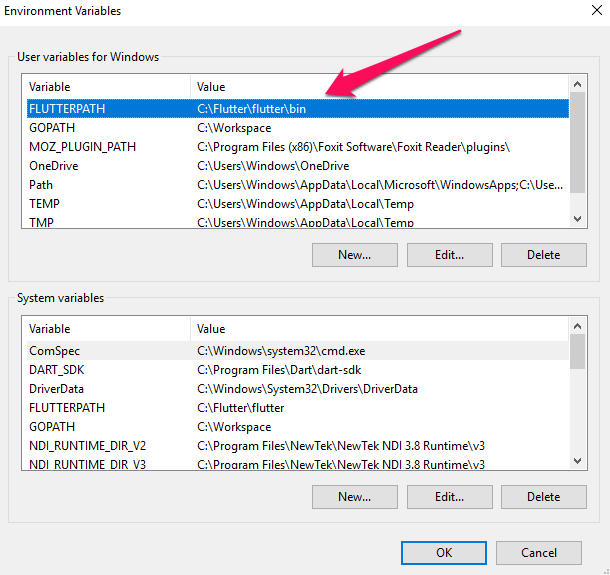 Environment Variables
User variables for Windows
Variable Value
FLUTTERPATH C:\Flutter\flutter\bin
GOPATH C:\Workspace
MOZ_PLUGIN_PATH C:\Program Files (x86)\Foxit Software\Foxit Reader\plugins\
OneDrive C:\Users\Windows\OneDrive
Path C:\Users\Windows\AppData\Local\Microsoft\WindowsApps;C:\Use...
TEMP C:\Users\Windows\AppData\Local\Temp
TMP C:\Users\Windows\AppData\Local\Temp
New... Edit... Delete
System variables
Variable Value
ComSpec C:\Windows\system32\cmd.exe
DART_SDK C:\Program Files\Dart\dart-sdk
DriverData C:\Windows\System32\Drivers\DriverData
FLUTTERPATH C:\Flutter\flutter
GOPATH C:\Workspace
NDI_RUNTIME_DIR_V2 C:\Program Files\NewTek\NewTek NDI 3.8 Runtime\v3
NDI_RUNTIME_DIR_V3 C:\Program Files\NewTek\NewTek NDI 3.8 Runtime\v3
New... Edit... Delete
OK Cancel